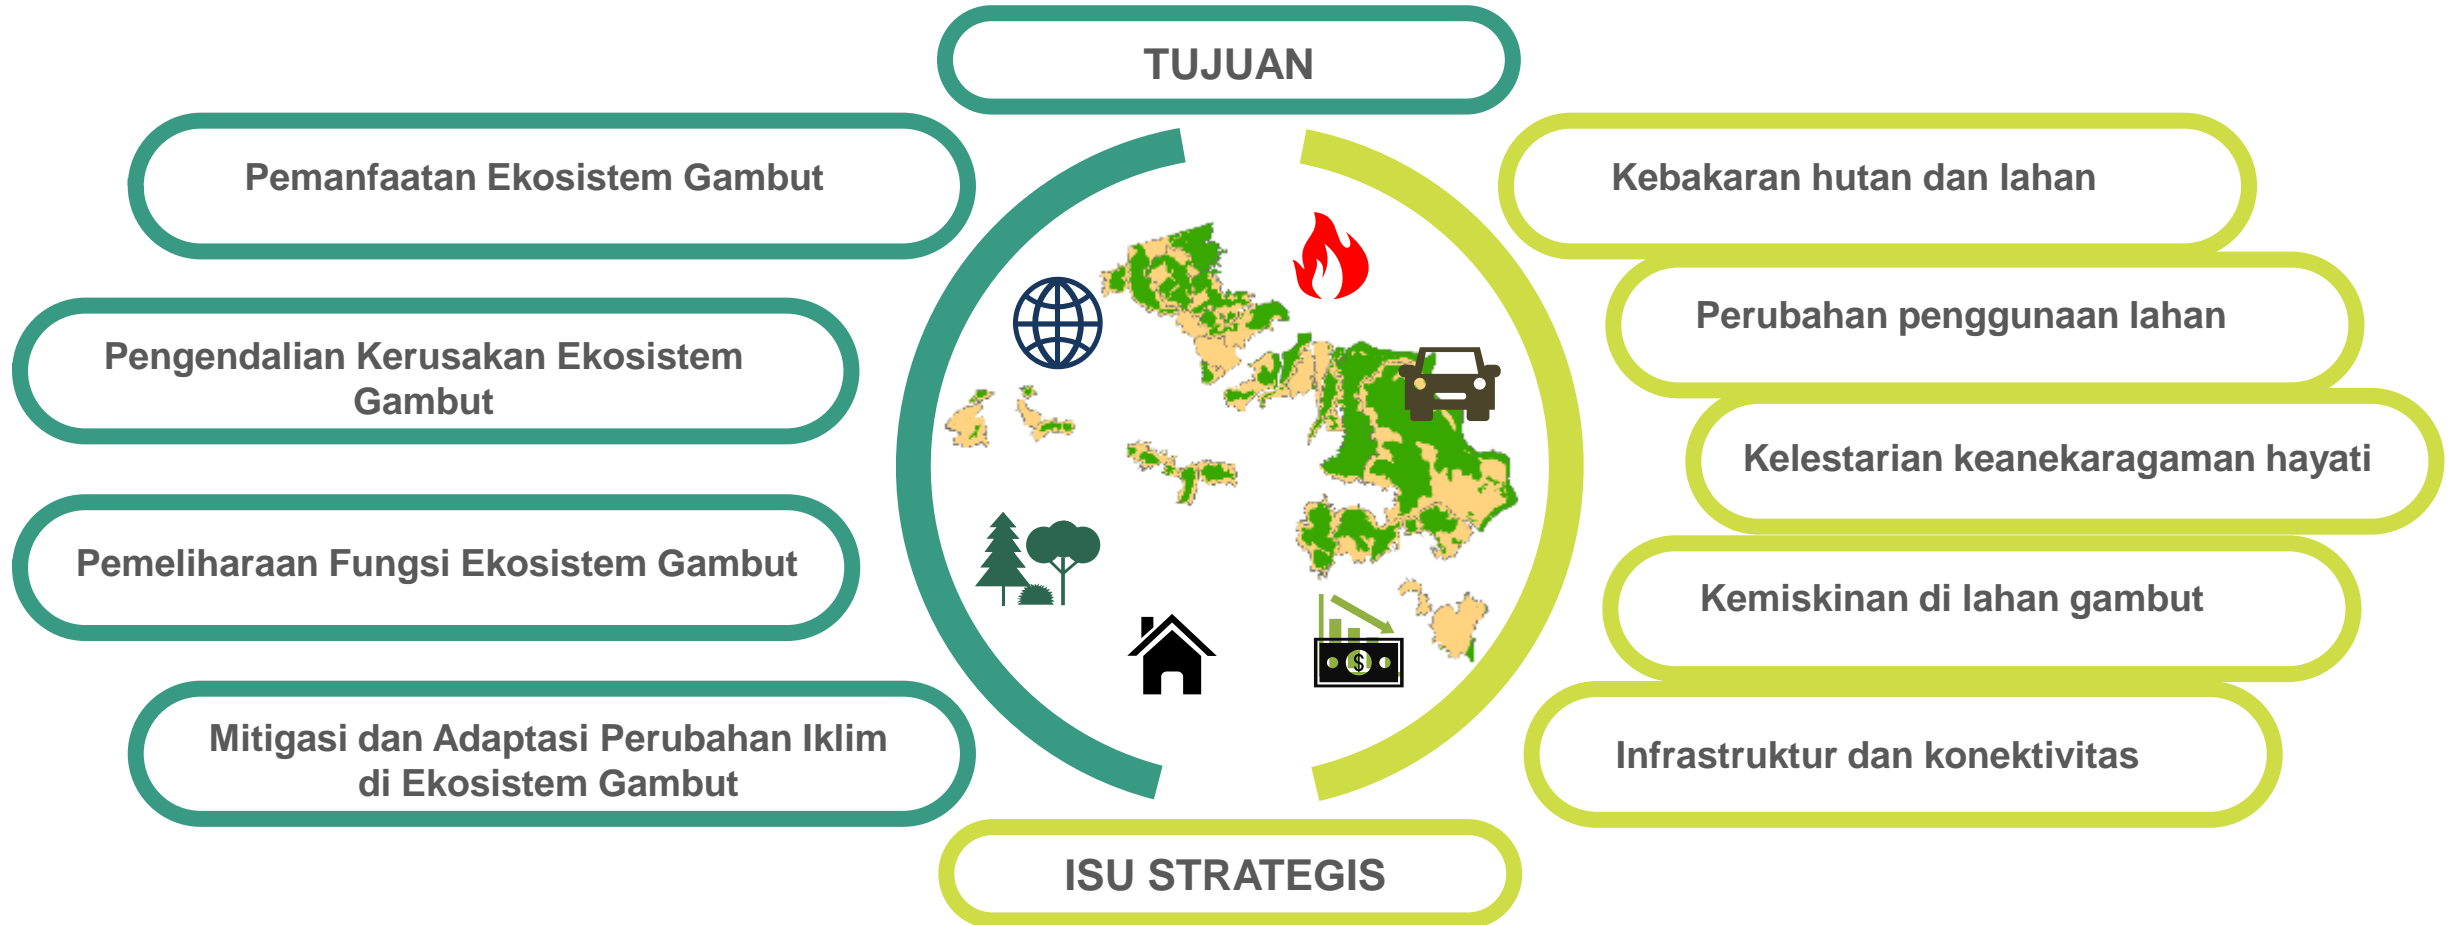 TUJUAN
Pemanfaatan Ekosistem Gambut
Pengendalian Kerusakan Ekosistem
Gambut
Pemeliharaan Fungsi Ekosistem Gambut
Mitigasi dan Adaptasi Perubahan Iklim
di Ekosistem Gambut
Kebakaran hutan dan lahan
Perubahan penggunaan lahan
Kelestarian keanekaragaman hayati
Kemiskinan di lahan gambut
Infrastruktur dan konektivitas
$
ISU STRATEGIS